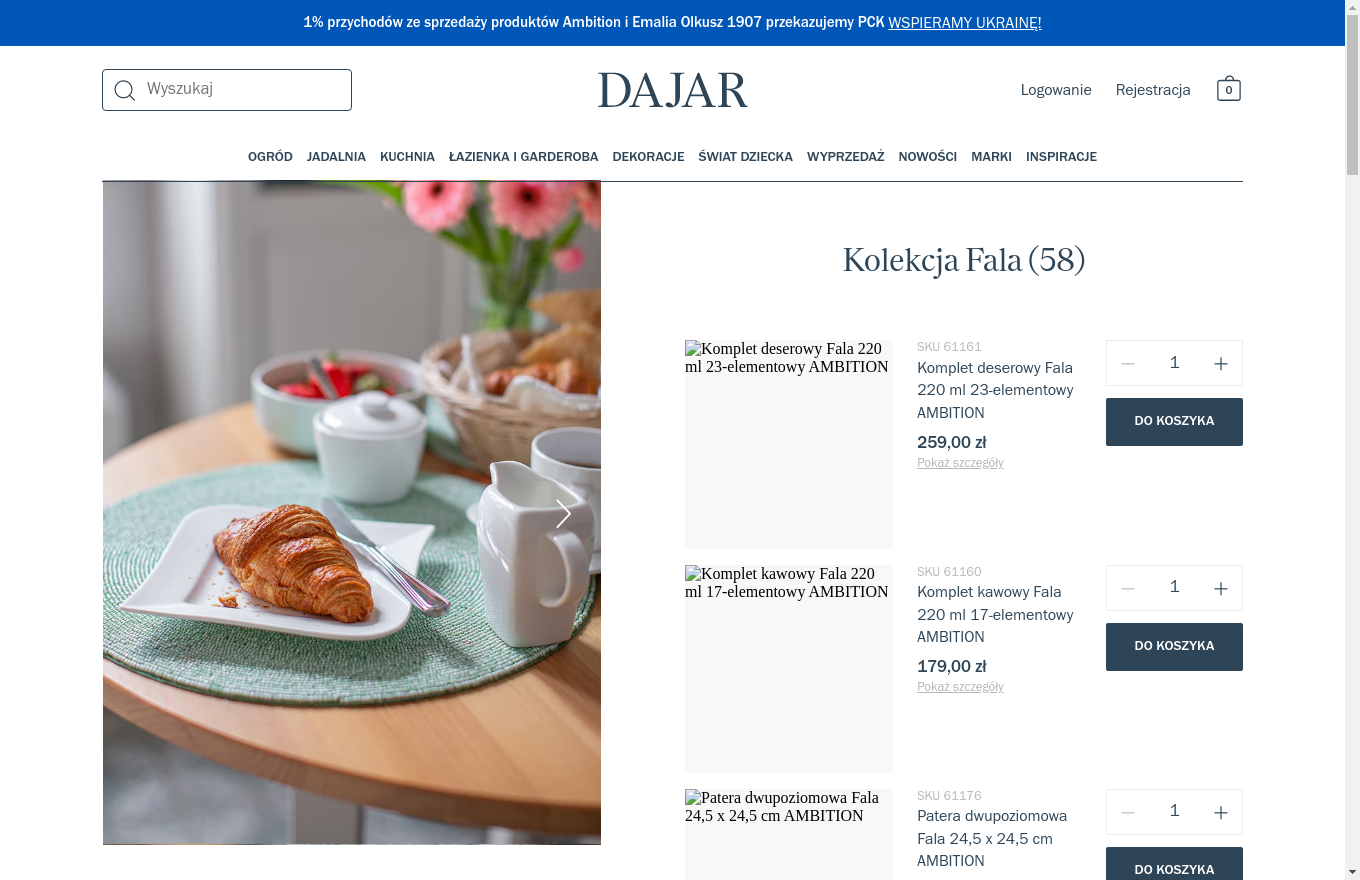 1% przychodów ze sprzedaży produktów Ambition i Emalia Olkusz 1907 przekazujemy PCK WSPIERAMY UKRAINĘ!
Wyszukaj
DAJAR
Logowanie
Rejestracja
0
OGRÓD JADALNIA KUCHNIA ŁAZIENKA I GARDEROBA DEKORACJE ŚWIAT DZIECKA WYPRZEDAŻ NOWOŚCI MARKI INSPIRACJE
Kolekcja Fala (58)
Komplet deserowy Fala 220
ml 23-elementowy AMBITION
SKU 61161
Komplet deserowy Fala
220 ml 23-elementowy
AMBITION
259,00 zł
Pokaż szczegóły
1
DO KOSZYKA
Komplet kawowy Fala 220
ml 17-elementowy AMBITION
SKU 61160
Komplet kawowy Fala
220 ml 17-elementowy
AMBITION
179,00 zł
Pokaż szczegóły
1
DO KOSZYKA
Patera dwupoziomowa Fala
24,5 x 24,5 cm AMBITION
SKU 61176
Patera dwupoziomowa
Fala 24,5 x 24,5 cm
AMBITION
1
DO KOSZYKA